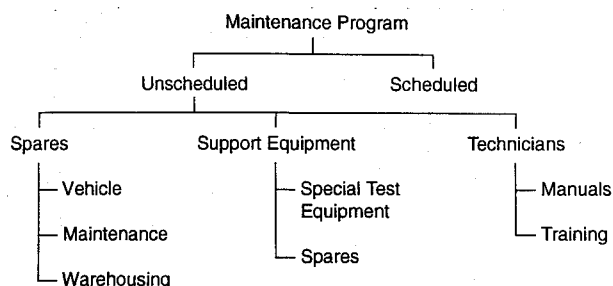 Maintenance Program
Unscheduled
Scheduled
Spares
Support Equipment
Technicians
Vehicle
Special Test
Equipment
Manuals
Maintenance
Training
Spares
Warehousing